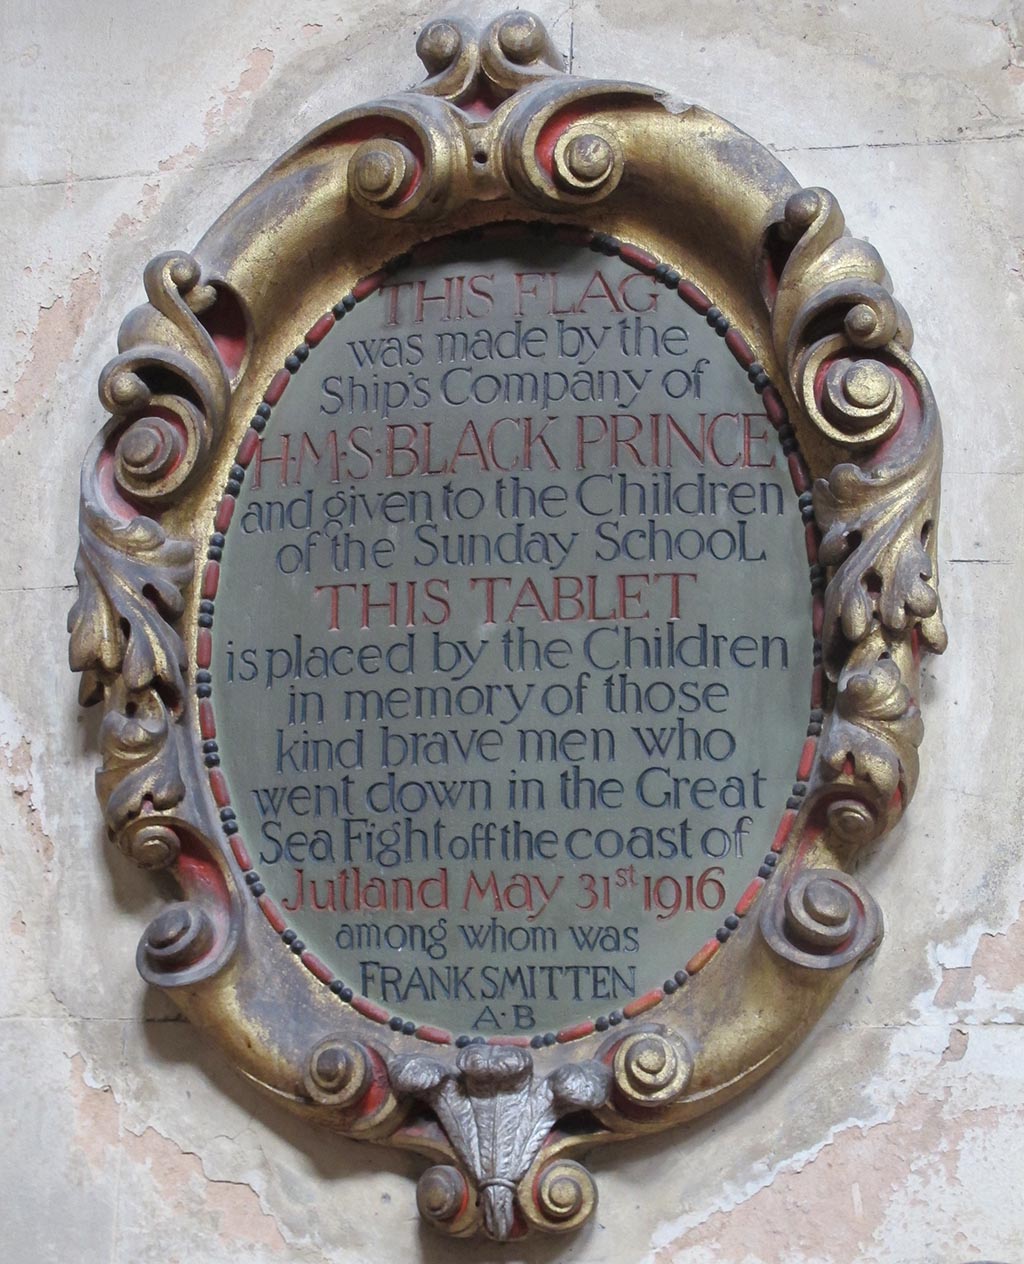 THIS FLAG
was made by the
Ship's Company of
H·M·S·BLACK PRINCE
and given to the Children
of the Sunday SchooL
THIS TABLET
is placed by the Children
in memory of those
kind brave men who
went down in the Great
Sea Fight off the coast of
Jutland May 31st 1916
among whom was
FRANK SMITTEN
A·B